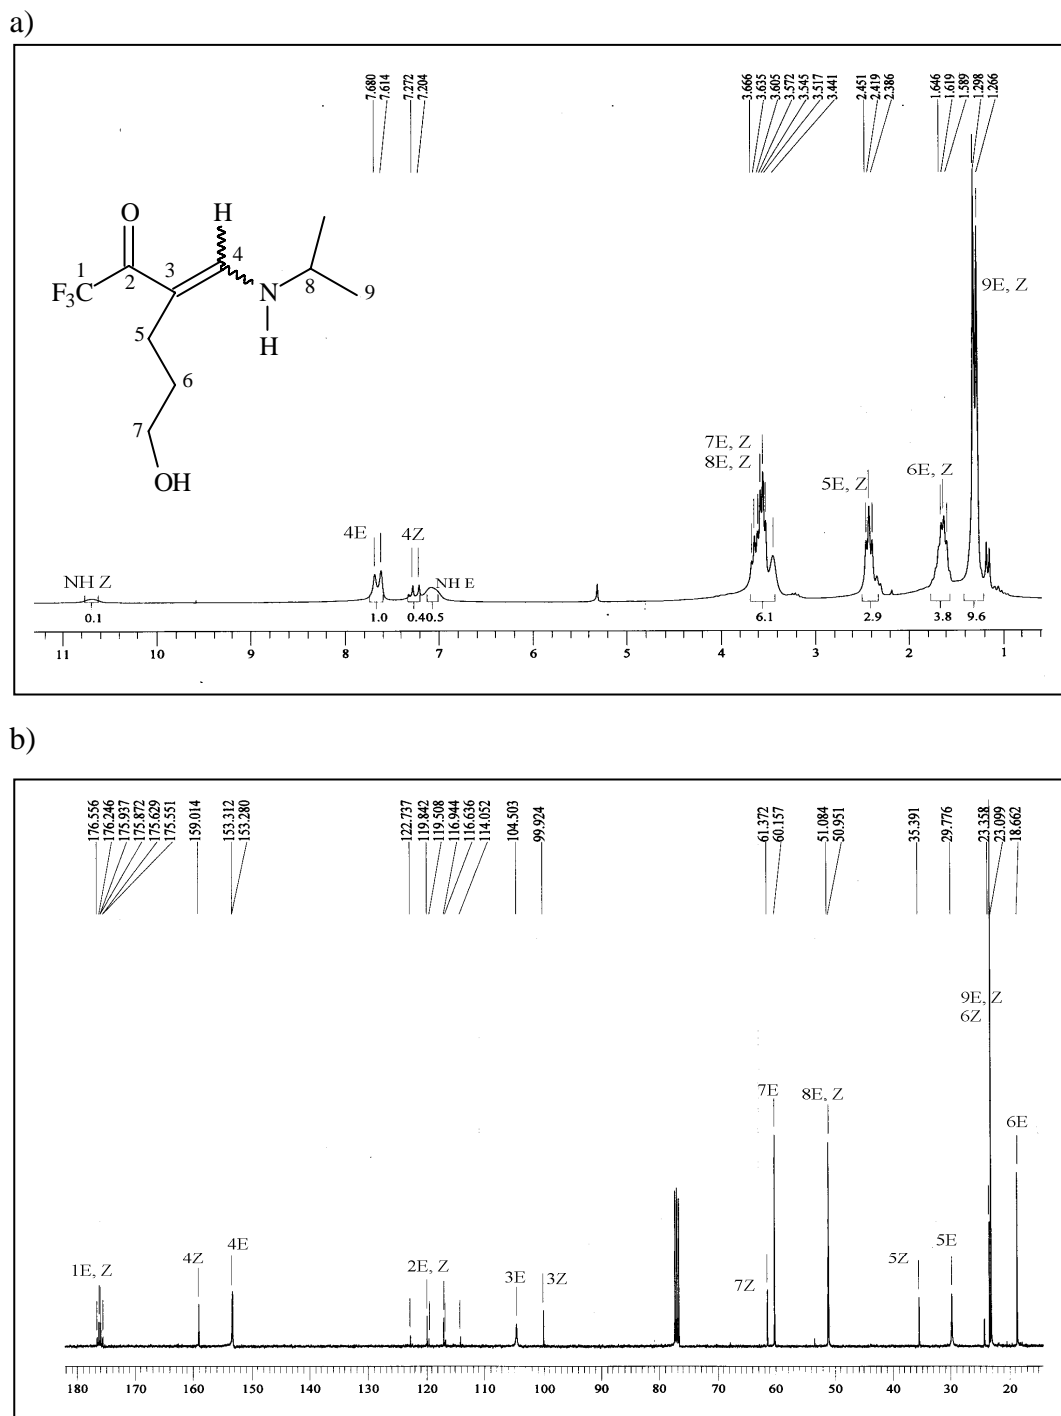 a)
7.680
7.614
7.272
7.204
3.666
3.635
3.605
3.572
3.545
3.517
3.441
2.451
2.419
2.386
1.646
1.619
1.589
1.298
1.266
O
H
1
2
3
4
F₃C
N
8
9
H
5
6
7
OH
9E, Z
7E, Z
8E, Z
5E, Z
6E, Z
4E
4Z
NH Z
NH E
0.1
1.0
0.4
0.5
6.1
2.9
3.8
9.6
11 10 9 8 7 6 5 4 3 2 1
b)
176.556
176.246
175.937
175.872
175.629
175.551
159.014
153.312
153.280
122.737
119.842
119.508
116.944
116.636
114.052
104.503
99.924
61.372
60.157
51.084
50.951
35.391
29.776
23.358
23.099
18.662
9E, Z
6Z
7E
8E, Z
6E
1E, Z
4Z
4E
2E, Z
3E
3Z
7Z
5Z
5E
182 170 160 150 140 130 120 110 100 90 80 70 60 50 40 30 20